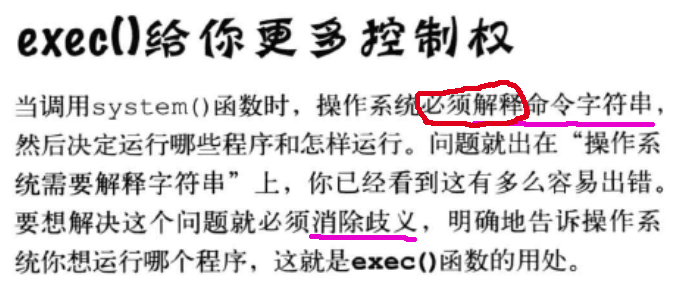 exec()给你更多控制权
当调用system()函数时，操作系统必须解释命令字符串，
然后决定运行哪些程序和怎样运行。问题就出在“操作系
统需要解释字符串”上，你已经看到这有多么容易出错。
要想解决这个问题就必须消除歧义，明确地告诉操作系
统你想运行哪个程序，这就是exec()函数的用处。